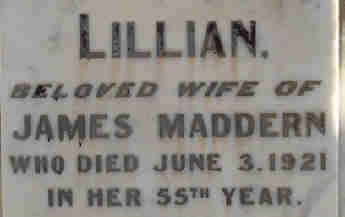 LILLIAN.
BELOVED WIFE OF
JAMES MADDERN
WHO DIED JUNE 3.1921
IN HER 55TH YEAR.